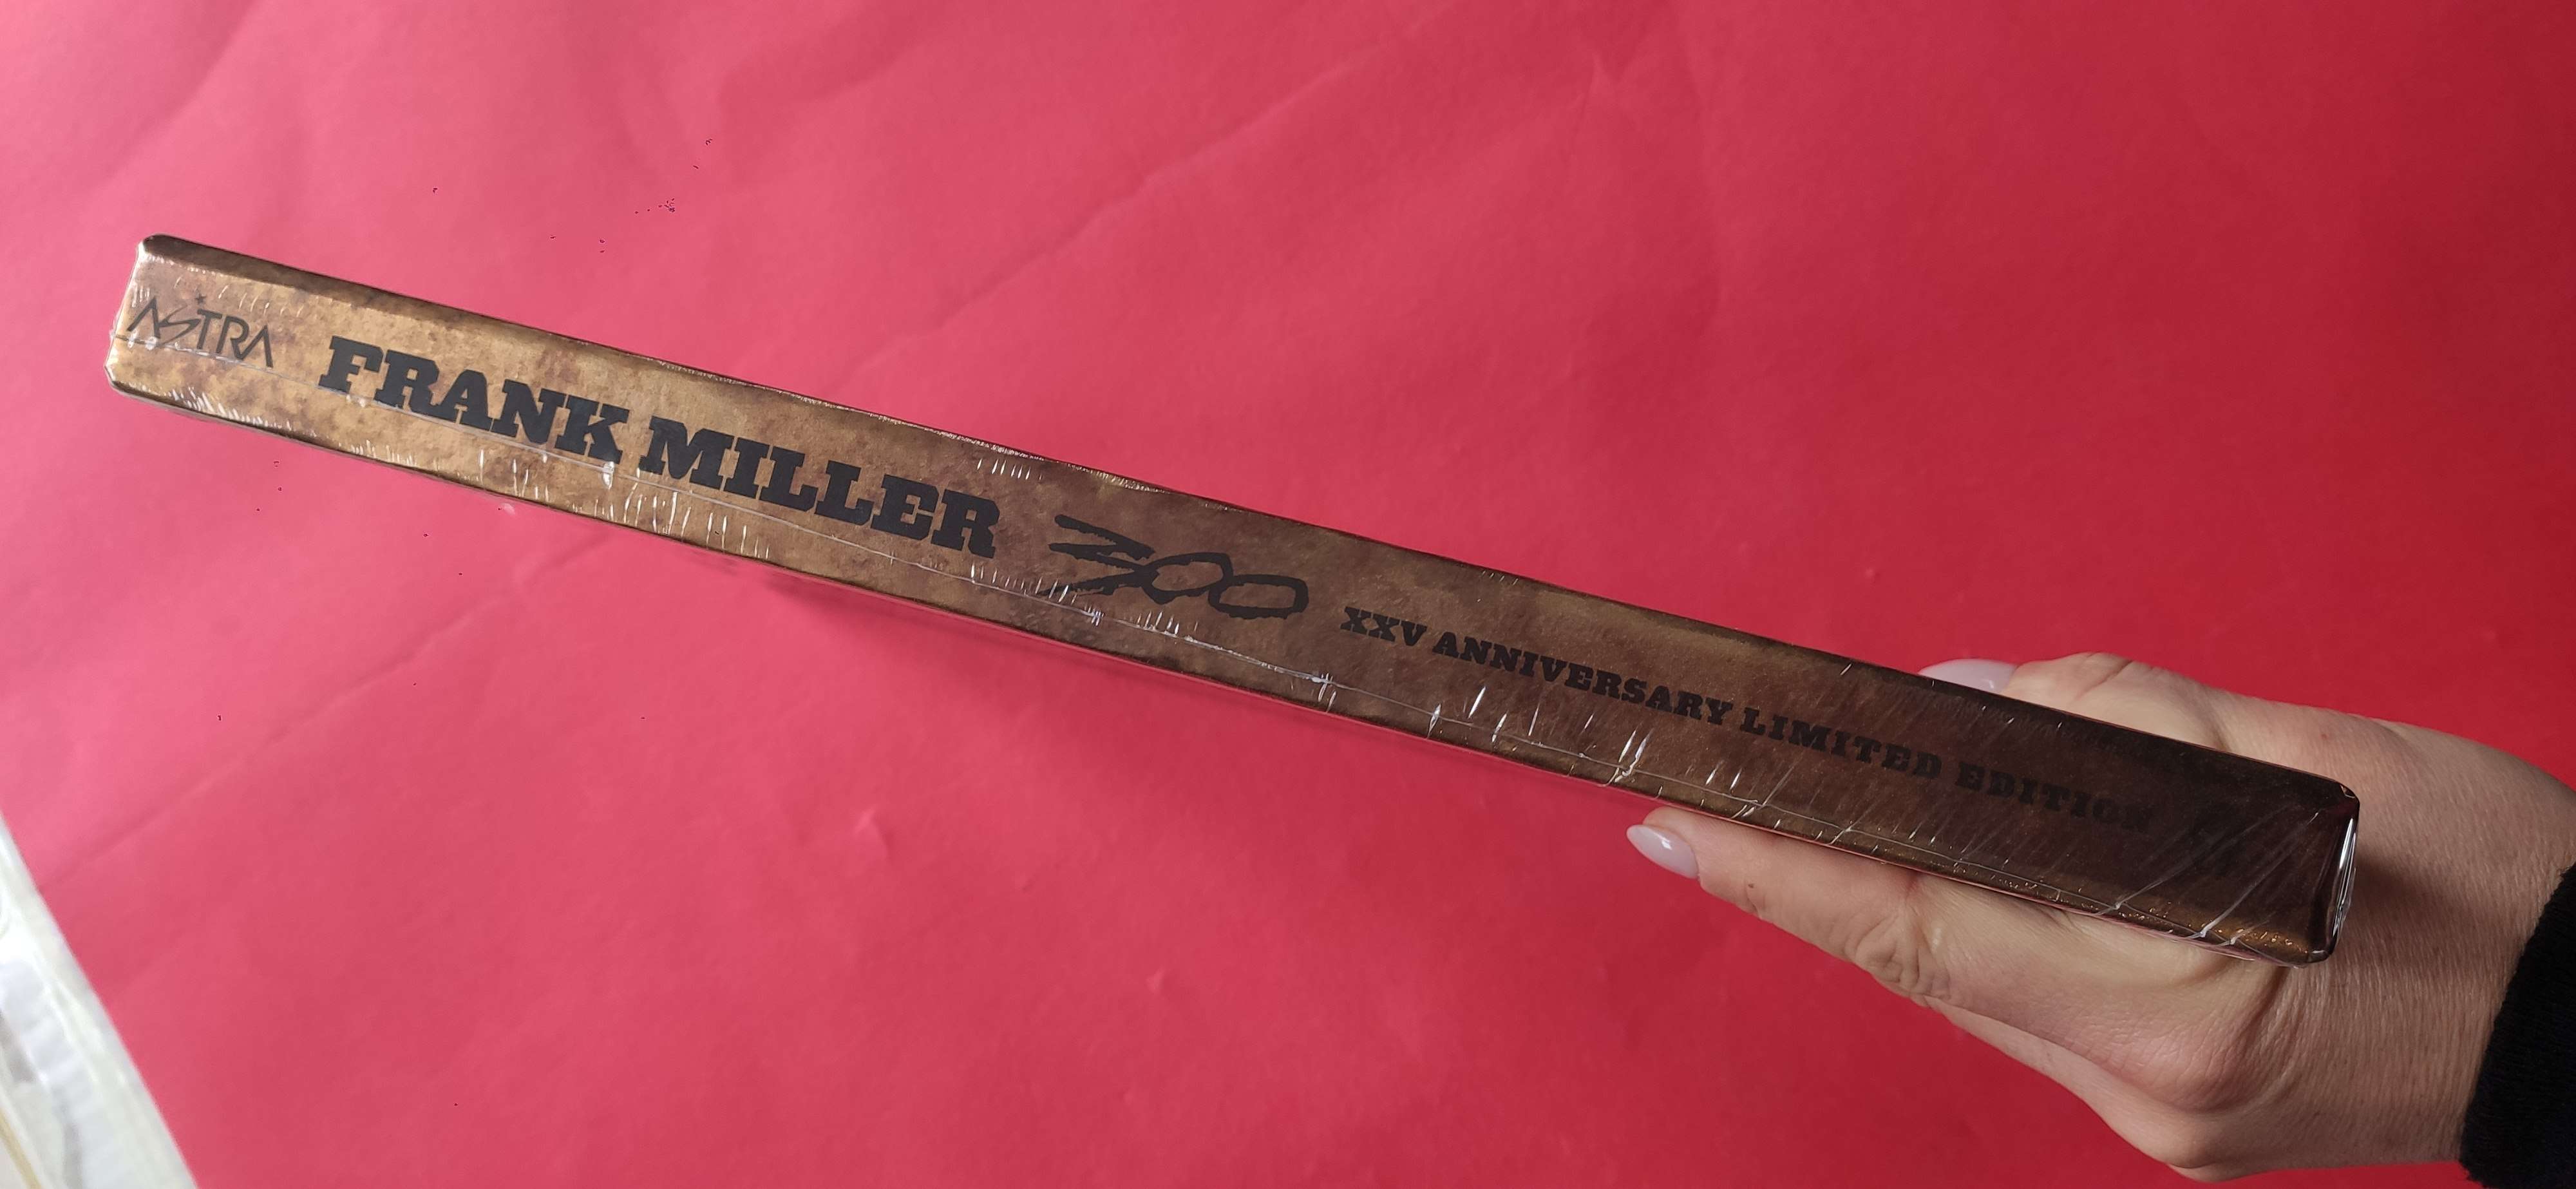 ASTRA
FRANK MILLER
300
XXV ANNIVERSARY LIMITED EDITION